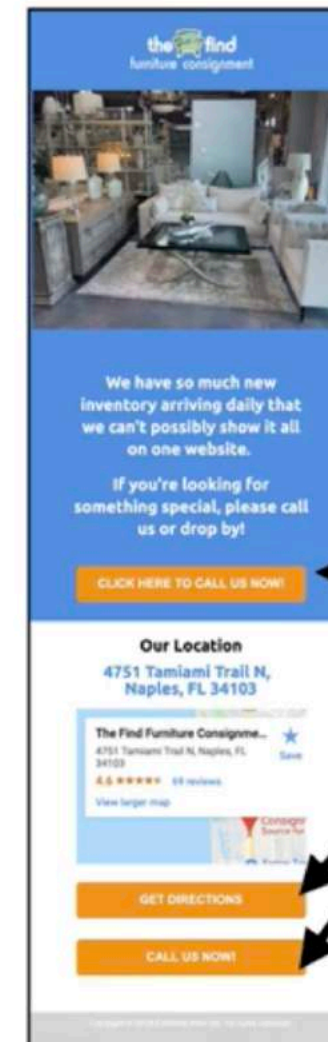 the find
furniture consignment
We have so much new
inventory arriving daily that
we can't possibly show it all
on one website.
If you're looking for
something special, please call
us or drop by!
CLICK HERE TO CALL US NOW!
Our Location
4751 Tamiami Trail N,
Naples, FL 34103
The Find Furniture Consignme...
4751 Tamiami Trail N, Naples, FL
34103
Save
4.6 ★★★★★ 69 reviews
View larger map
Consign
Source for
GET DIRECTIONS
CALL US NOW!